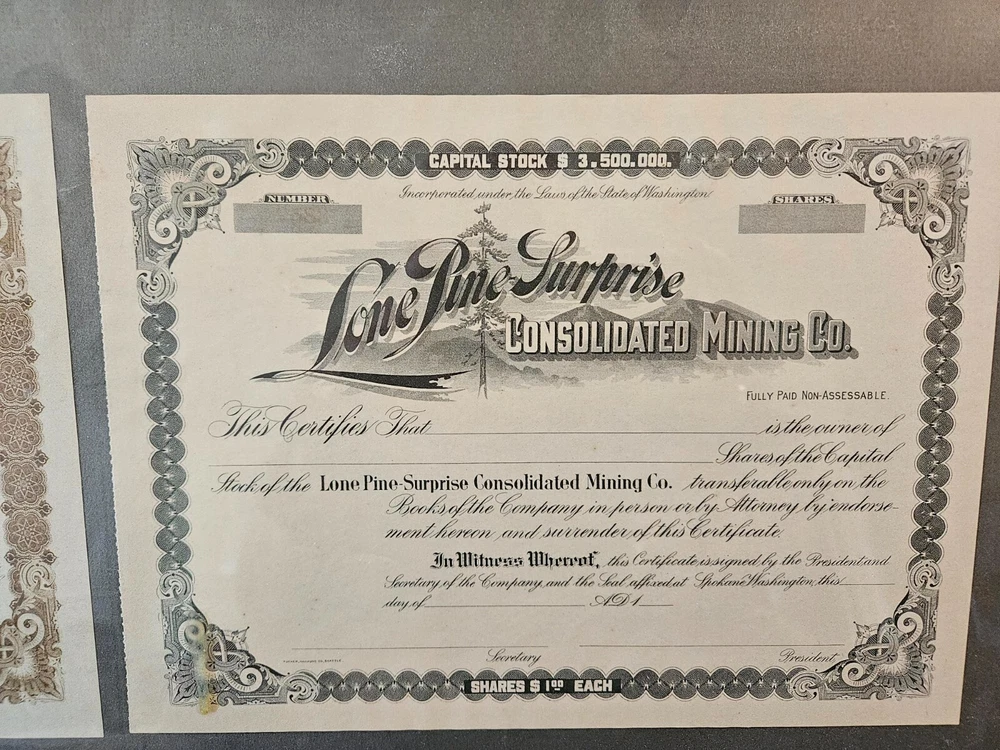 CAPITAL STOCK $ 3.500.000.
Incorporated under the Laws of the State of Washington
NUMBER
SHARES
Lone Pine-Surprise
CONSOLIDATED MINING CO.
FULLY PAID NON-ASSESSABLE.
This Certifies That is the owner of
Shares of the Capital
Stock of the Lone Pine-Surprise Consolidated Mining Co. transferable only on the
Books of the Company in person or by Attorney by endorse-
ment hereon and surrender of this Certificate.
In Witness Whereof, this Certificate is signed by the President and
Secretary of the Company and the Seal affixed at Spokane Washington, this
day of A.D. 1
Secretary
President
SHARES $ 1.00 EACH